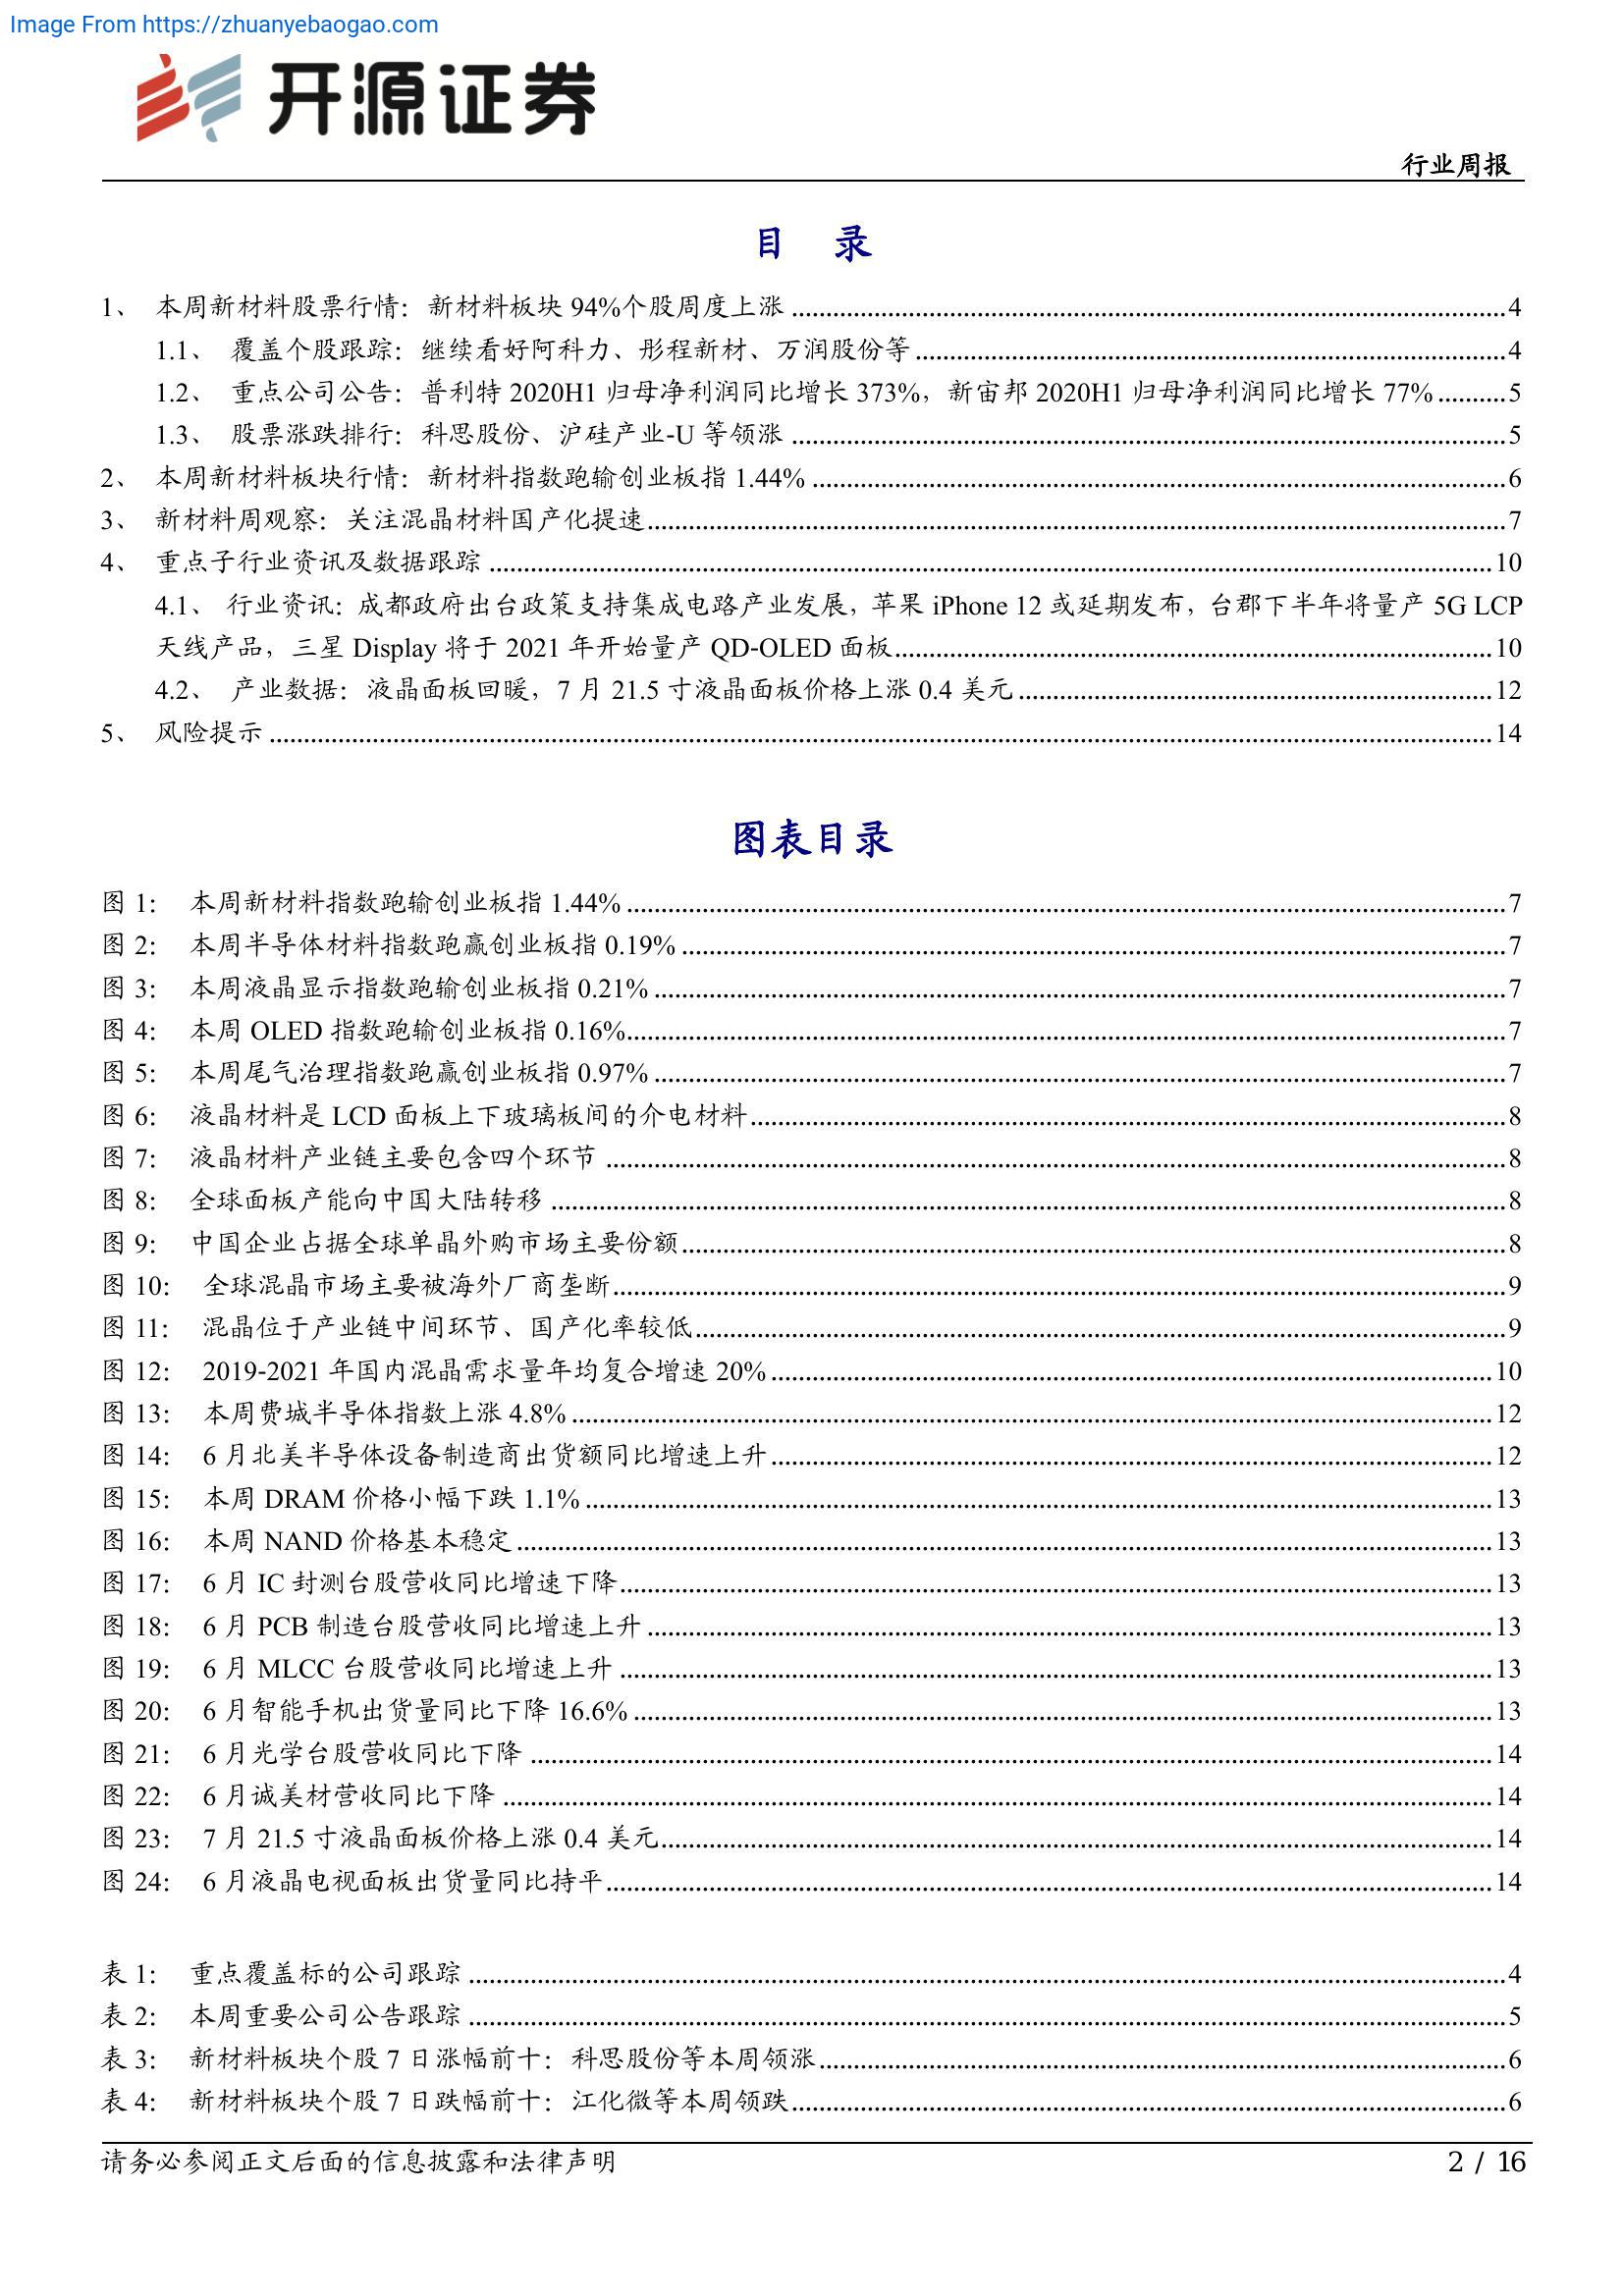 Image From https://zhuanyebaogao.com
开源证券
行业周报
目 录
1、 本周新材料股票行情：新材料板块 94%个股周度上涨 ........ 4
1.1、 覆盖个股跟踪：继续看好阿科力、彤程新材、万润股份等 ........ 4
1.2、 重点公司公告：普利特 2020H1 归母净利润同比增长 373%，新宙邦 2020H1 归母净利润同比增长 77% ........ 5
1.3、 股票涨跌排行：科思股份、沪硅产业-U 等领涨 ........ 5
2、 本周新材料板块行情：新材料指数跑输创业板指 1.44% ........ 6
3、 新材料周观察：关注混晶材料国产化提速 ........ 7
4、 重点子行业资讯及数据跟踪 ........ 10
4.1、 行业资讯：成都政府出台政策支持集成电路产业发展，苹果 iPhone 12 或延期发布，台郡下半年将量产 5G LCP
天线产品，三星 Display 将于 2021 年开始量产 QD-OLED 面板 ........ 10
4.2、 产业数据：液晶面板回暖，7 月 21.5 寸液晶面板价格上涨 0.4 美元 ........ 12
5、 风险提示 ........ 14
图表目录
图 1： 本周新材料指数跑输创业板指 1.44% ........ 7
图 2： 本周半导体材料指数跑赢创业板指 0.19% ........ 7
图 3： 本周液晶显示指数跑输创业板指 0.21% ........ 7
图 4： 本周 OLED 指数跑输创业板指 0.16% ........ 7
图 5： 本周尾气治理指数跑赢创业板指 0.97% ........ 7
图 6： 液晶材料是 LCD 面板上下玻璃板间的介电材料 ........ 8
图 7： 液晶材料产业链主要包含四个环节 ........ 8
图 8： 全球面板产能向中国大陆转移 ........ 8
图 9： 中国企业占据全球单晶外购市场主要份额 ........ 8
图 10： 全球混晶市场主要被海外厂商垄断 ........ 9
图 11： 混晶位于产业链中间环节、国产化率较低 ........ 9
图 12： 2019-2021 年国内混晶需求量年均复合增速 20% ........ 10
图 13： 本周费城半导体指数上涨 4.8% ........ 12
图 14： 6 月北美半导体设备制造商出货额同比增速上升 ........ 12
图 15： 本周 DRAM 价格小幅下跌 1.1% ........ 13
图 16： 本周 NAND 价格基本稳定 ........ 13
图 17： 6 月 IC 封测台股营收同比增速下降 ........ 13
图 18： 6 月 PCB 制造台股营收同比增速上升 ........ 13
图 19： 6 月 MLCC 台股营收同比增速上升 ........ 13
图 20： 6 月智能手机出货量同比下降 16.6% ........ 13
图 21： 6 月光学台股营收同比下降 ........ 14
图 22： 6 月诚美材营收同比下降 ........ 14
图 23： 7 月 21.5 寸液晶面板价格上涨 0.4 美元 ........ 14
图 24： 6 月液晶电视面板出货量同比持平 ........ 14
表 1： 重点覆盖标的公司跟踪 ........ 4
表 2： 本周重要公司公告跟踪 ........ 5
表 3： 新材料板块个股 7 日涨幅前十：科思股份等本周领涨 ........ 6
表 4： 新材料板块个股 7 日跌幅前十：江化微等本周领跌 ........ 6
请务必参阅正文后面的信息披露和法律声明 2 / 16